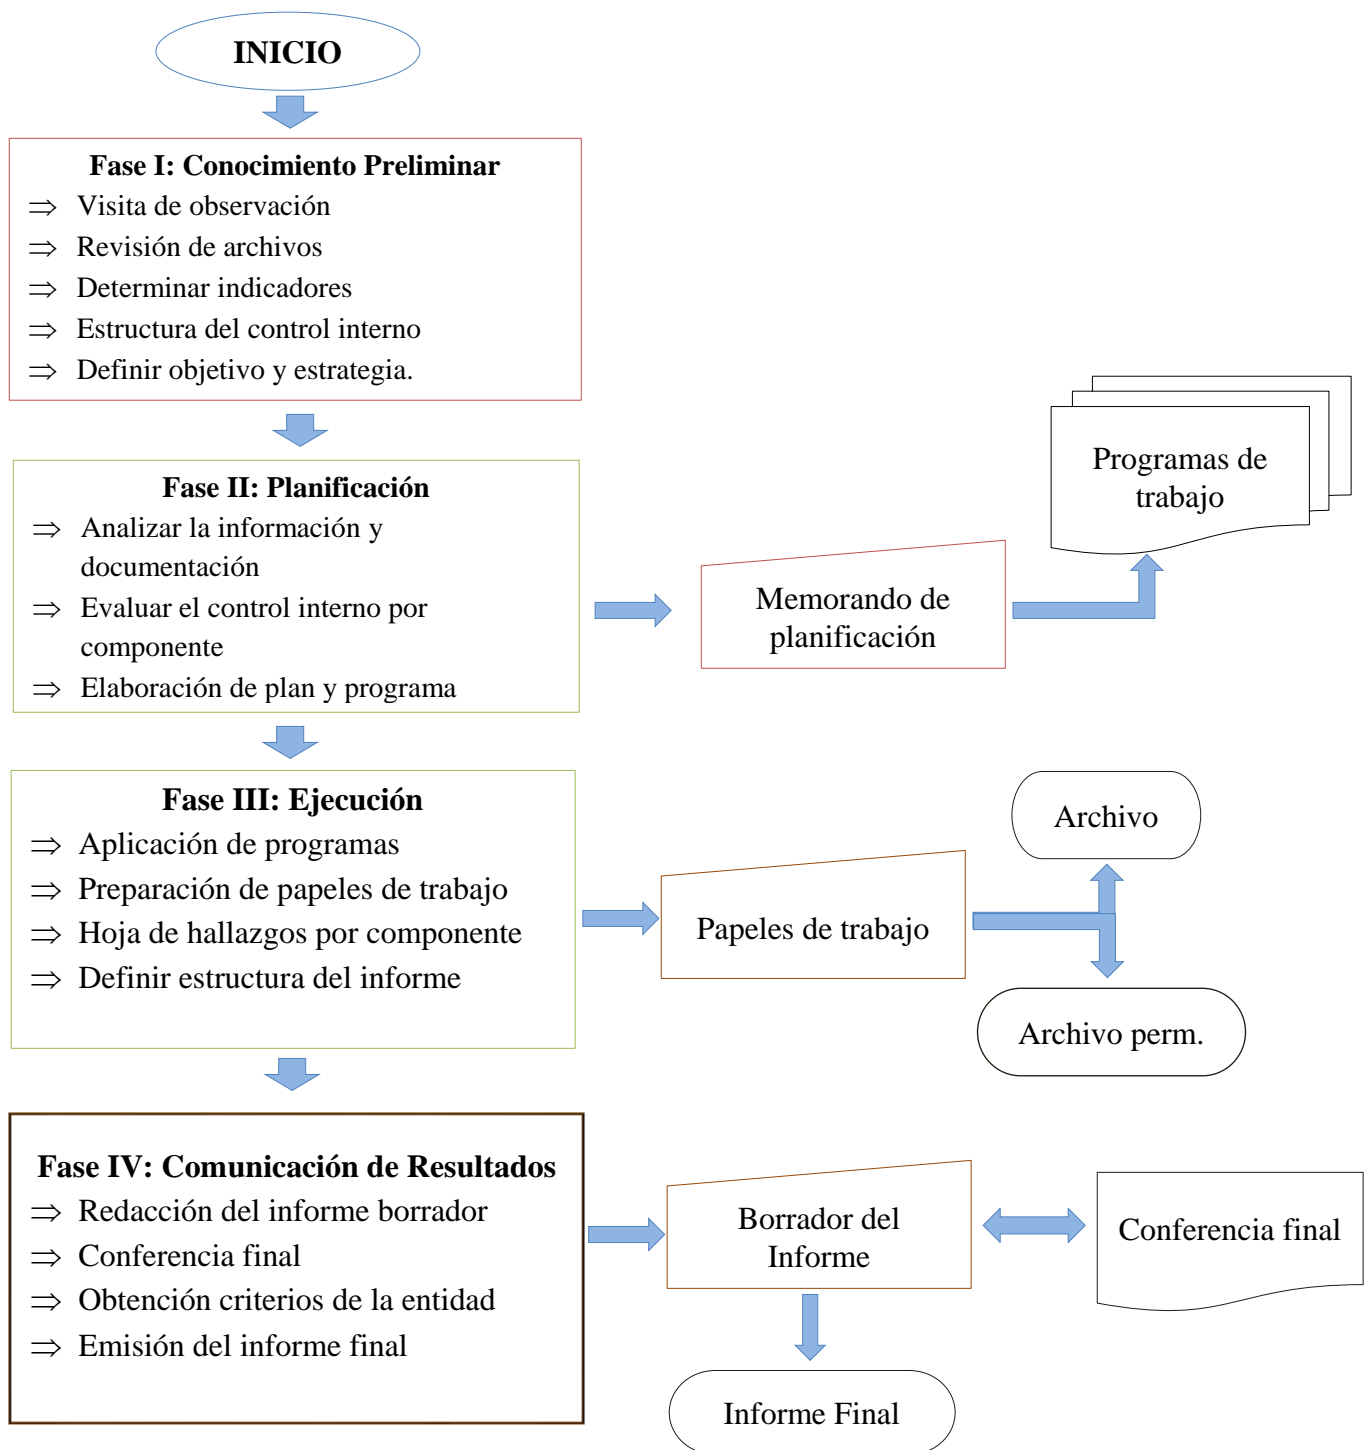 INICIO
Fase I: Conocimiento Preliminar
⇒ Visita de observación
⇒ Revisión de archivos
⇒ Determinar indicadores
⇒ Estructura del control interno
⇒ Definir objetivo y estrategia.
Fase II: Planificación
⇒ Analizar la información y
documentación
⇒ Evaluar el control interno por
componente
⇒ Elaboración de plan y programa
Memorando de
planificación
Programas de
trabajo
Fase III: Ejecución
⇒ Aplicación de programas
⇒ Preparación de papeles de trabajo
⇒ Hoja de hallazgos por componente
⇒ Definir estructura del informe
Papeles de trabajo
Archivo
Archivo perm.
Fase IV: Comunicación de Resultados
⇒ Redacción del informe borrador
⇒ Conferencia final
⇒ Obtención criterios de la entidad
⇒ Emisión del informe final
Borrador del
Informe
Conferencia final
Informe Final